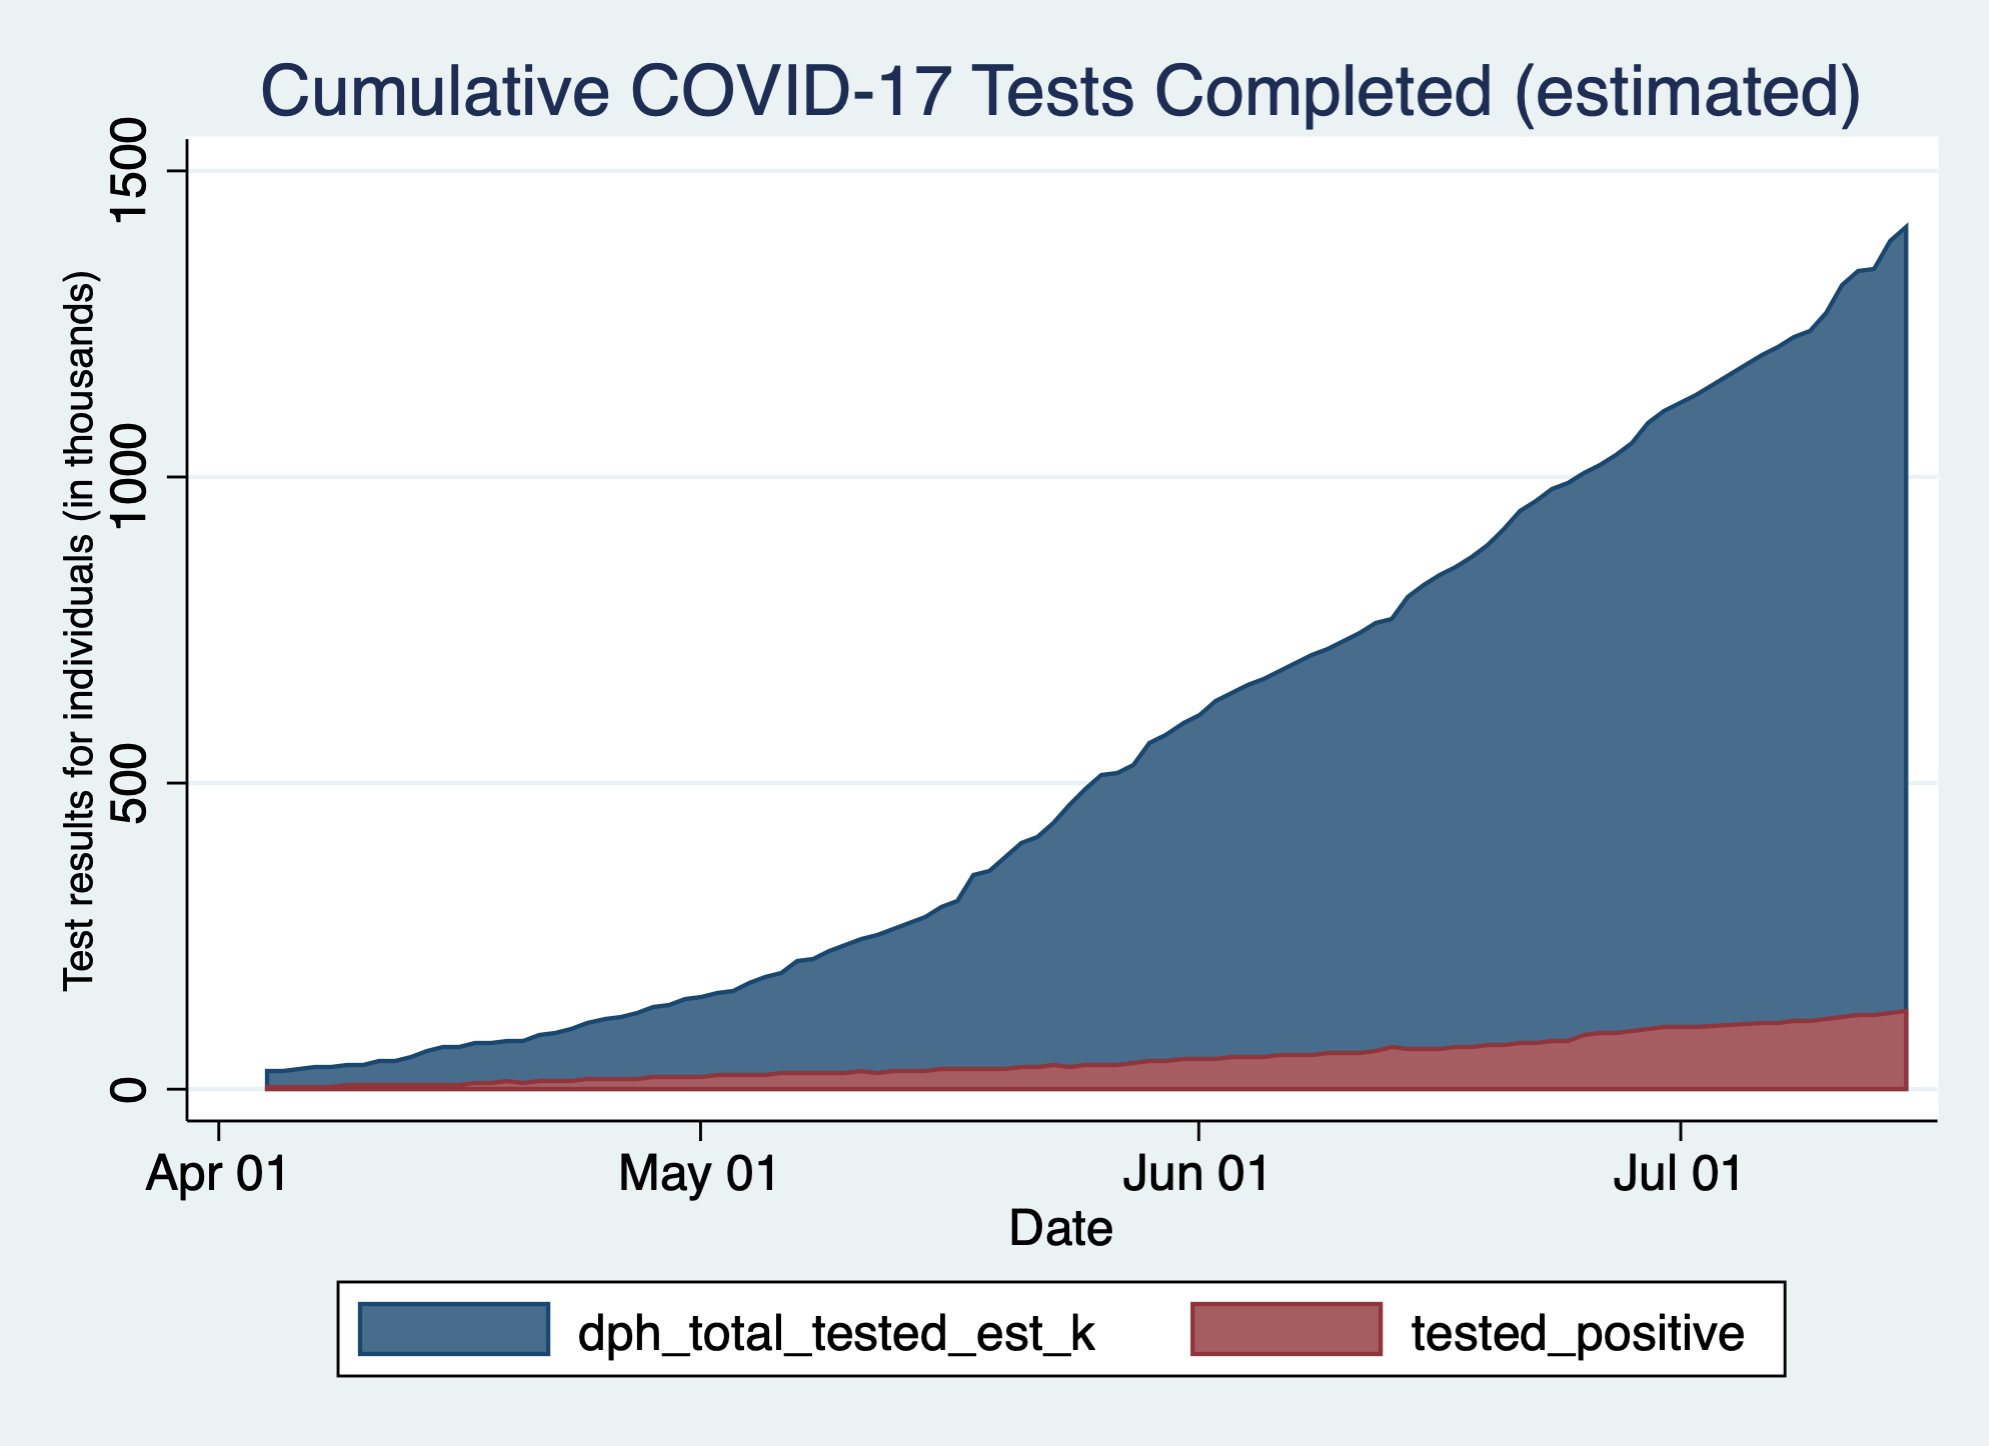 Cumulative COVID-17 Tests Completed (estimated)
Test results for individuals (in thousands)
1500
1000
500
0
Apr 01
May 01
Jun 01
Jul 01
Date
dph_total_tested_est_k
tested_positive